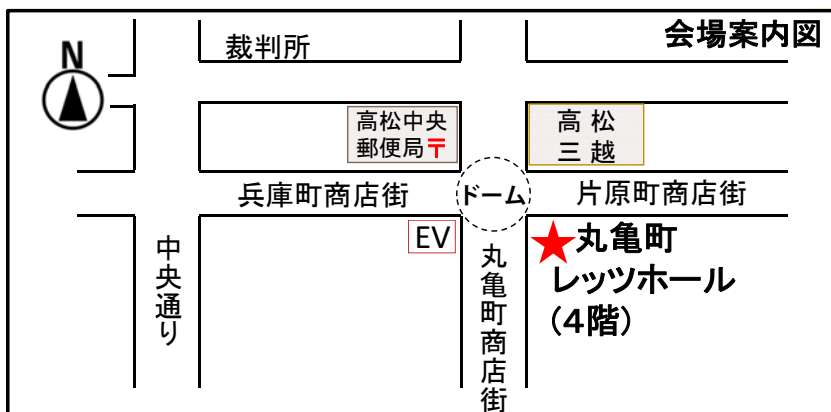 会場案内図
N
裁判所
高松中央
郵便局〒
高松
三越
兵庫町商店街
ドーム
片原町商店街
EV
中央通り
丸亀町商店街
★丸亀町
レッツホール
(4階)